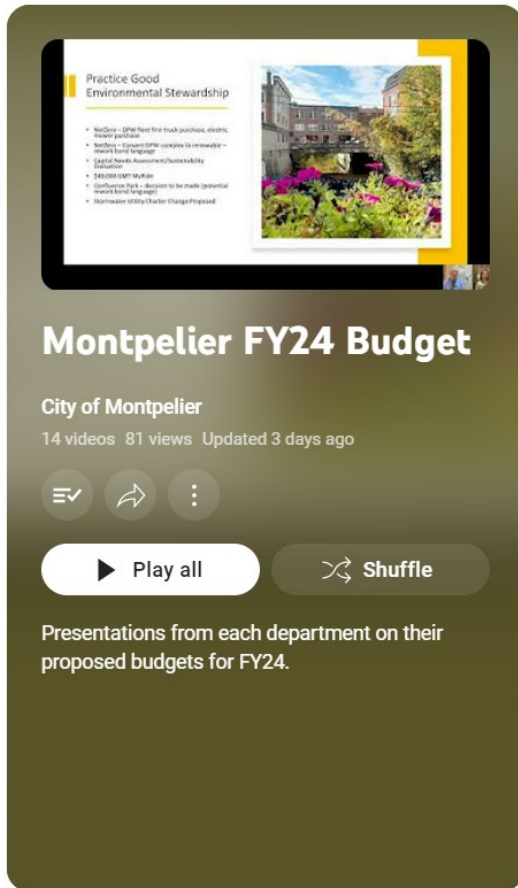 Practice Good
Environmental Stewardship
• NetZero – DPW fleet first truck purchase, electric
mower purchase
• NetZero – Convert DPW complex to renewable –
rework bond language
• Capital Needs Assessment/Sustainability
Evaluation
• $40,000 GMT MyRide
• Confluence Park – decision to be made (potential
rework bond language)
• Stormwater Utility Charter Change Proposed
Montpelier FY24 Budget
City of Montpelier
14 videos 81 views Updated 3 days ago
Play all
Shuffle
Presentations from each department on their
proposed budgets for FY24.